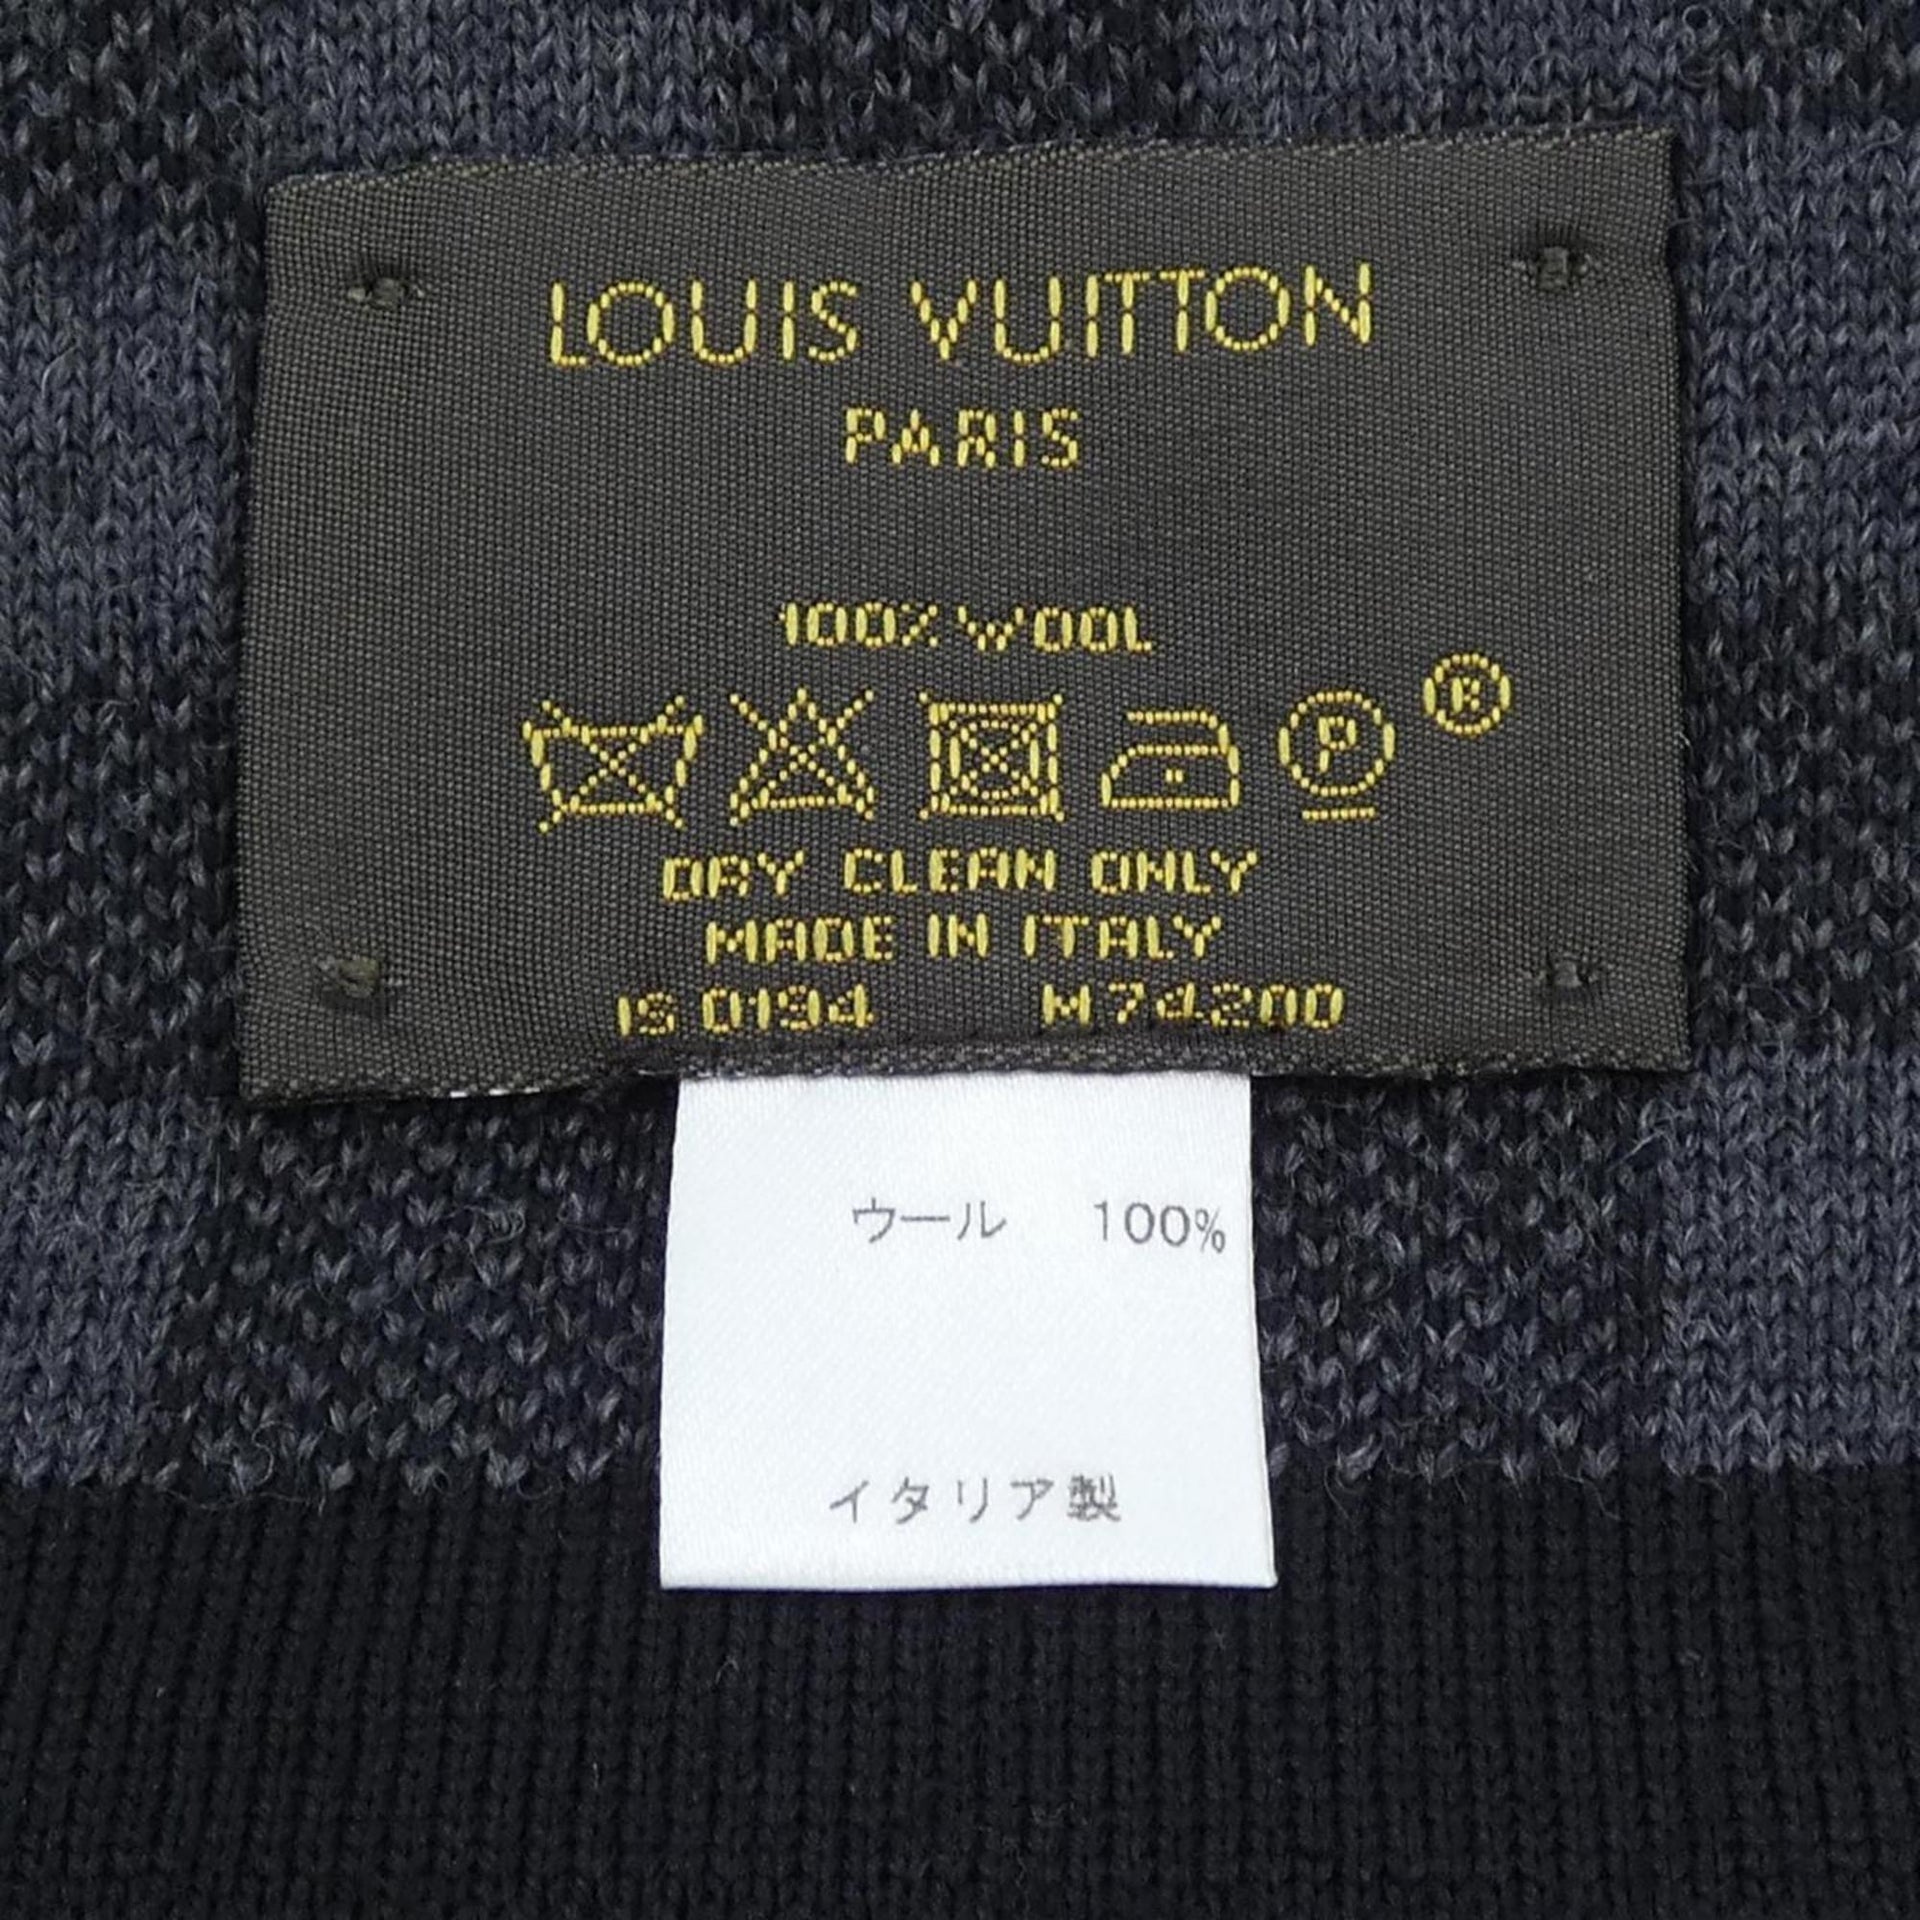 LOUIS VUITTON
PARIS
100% WOOL
P ®
DRY CLEAN ONLY
MADE IN ITALY
IS 0194 M74200
ウール 100%
イタリア製